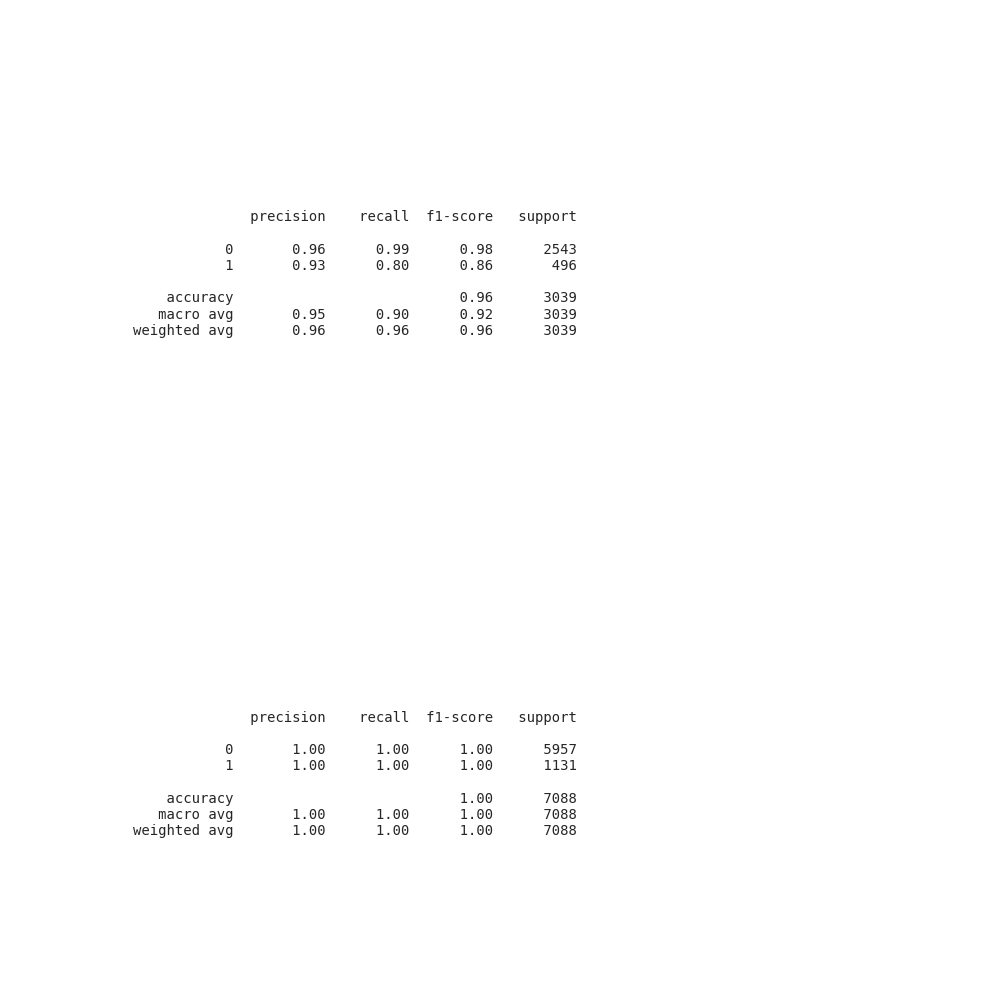 precision recall f1-score support
0 0.96 0.99 0.98 2543
1 0.93 0.80 0.86 496
accuracy 0.96 3039
macro avg 0.95 0.90 0.92 3039
weighted avg 0.96 0.96 0.96 3039
precision recall f1-score support
0 1.00 1.00 1.00 5957
1 1.00 1.00 1.00 1131
accuracy 1.00 7088
macro avg 1.00 1.00 1.00 7088
weighted avg 1.00 1.00 1.00 7088